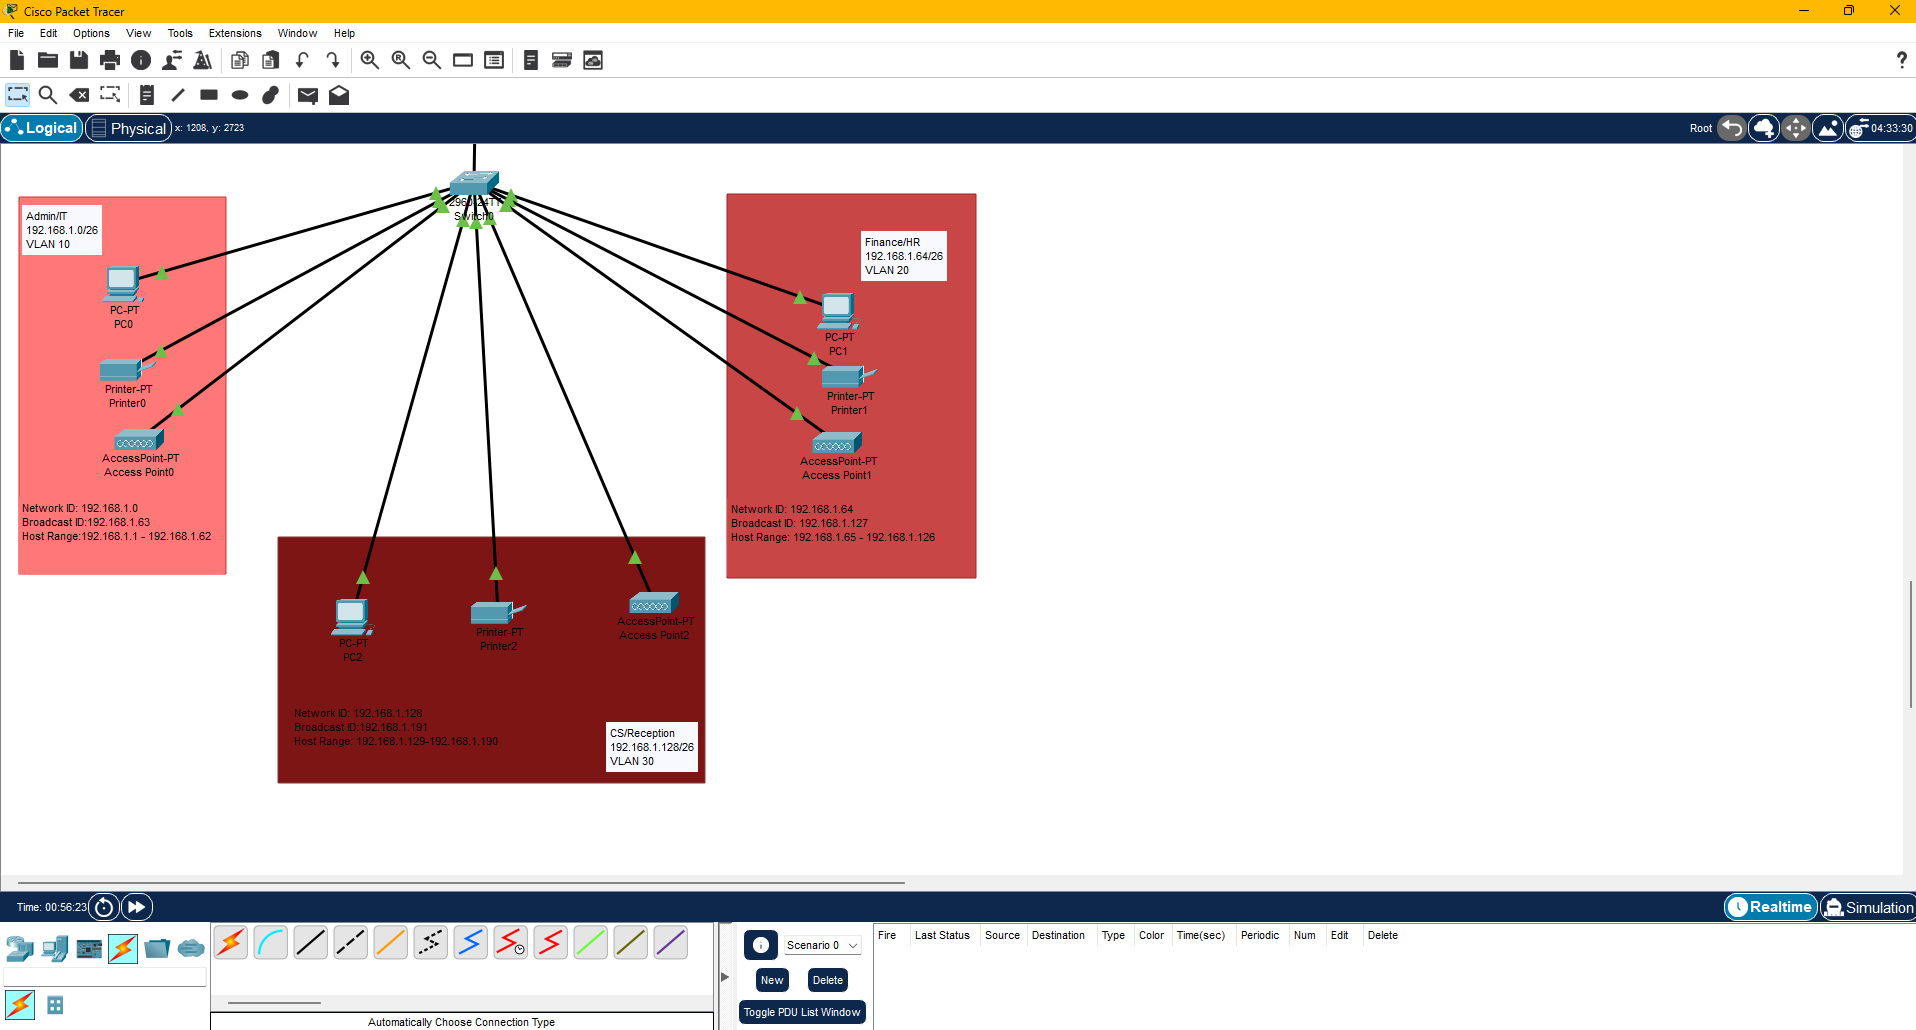 Cisco Packet Tracer
File Edit Options View Tools Extensions Window Help
?
Logical Physical x: 1208, y: 2723
Root 04:33:30
2960-24TT
Switch0
Admin/IT
192.168.1.0/26
VLAN 10
PC-PT
PC0
Printer-PT
Printer0
AccessPoint-PT
Access Point0
Network ID: 192.168.1.0
Broadcast ID:192.168.1.63
Host Range:192.168.1.1 - 192.168.1.62
Finance/HR
192.168.1.64/26
VLAN 20
PC-PT
PC1
Printer-PT
Printer1
AccessPoint-PT
Access Point1
Network ID: 192.168.1.64
Broadcast ID: 192.168.1.127
Host Range: 192.168.1.65 - 192.168.1.126
PC-PT
PC2
Printer-PT
Printer2
AccessPoint-PT
Access Point2
Network ID: 192.168.1.128
Broadcast ID:192.168.1.191
Host Range: 192.168.1.129-192.168.1.190
CS/Reception
192.168.1.128/26
VLAN 30
Time: 00:56:23
Realtime Simulation
Scenario 0
New Delete
Toggle PDU List Window
Fire Last Status Source Destination Type Color Time(sec) Periodic Num Edit Delete
Automatically Choose Connection Type